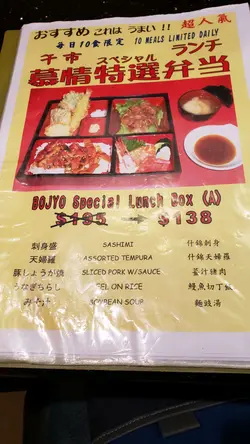 おすすめ これは うまい!! 超人氣
毎日10食限定 10 MEALS LIMITED DAILY
千市 スペシャル ランチ
慕情特選弁当
BOJYO Special Lunch Box (A)
$195 → $138
刺身盛 SASHIMI 什錦刺身
天婦羅 ASSORTED TEMPURA 什錦天婦羅
豚しょうが焼 SLICED PORK W/SAUCE 薑汁豬肉
うなぎちらし EEL ON RICE 鰻魚切丁飯
みそ汁 SOYBEAN SOUP 麵豉湯